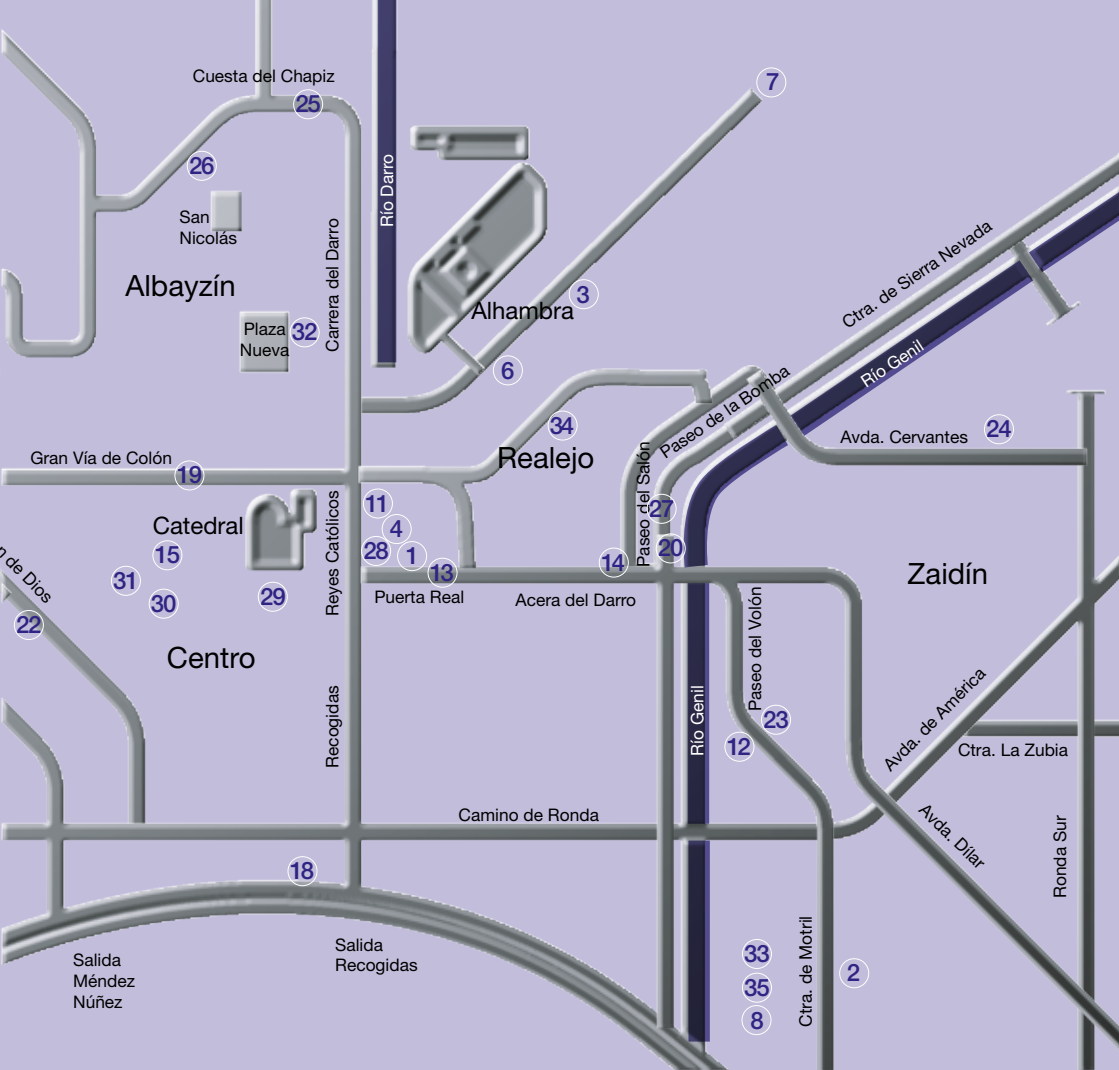 Cuesta del Chapiz
25
7
26
Río Darro
San
Nicolás
Carrera del Darro
Albayzín
3
Alhambra
Ctra. de Sierra Nevada
Plaza
Nueva
32
6
Río Genil
Paseo de la Bomba
34
Realejo
Avda. Cervantes
24
Gran Vía de Colón
19
Paseo del Salón
11
27
Catedral
Reyes Católicos
4
28
1
20
15
13
14
31
n de Dios
30
29
Puerta Real
Acera del Darro
Zaidín
22
Paseo del Volón
Centro
Recogidas
Río Genil
23
12
Avda. de América
Ctra. La Zubia
Camino de Ronda
Avda. Dílar
Ronda Sur
18
Salida
Recogidas
Salida
Méndez
Núñez
33
35
8
Ctra. de Motril
2